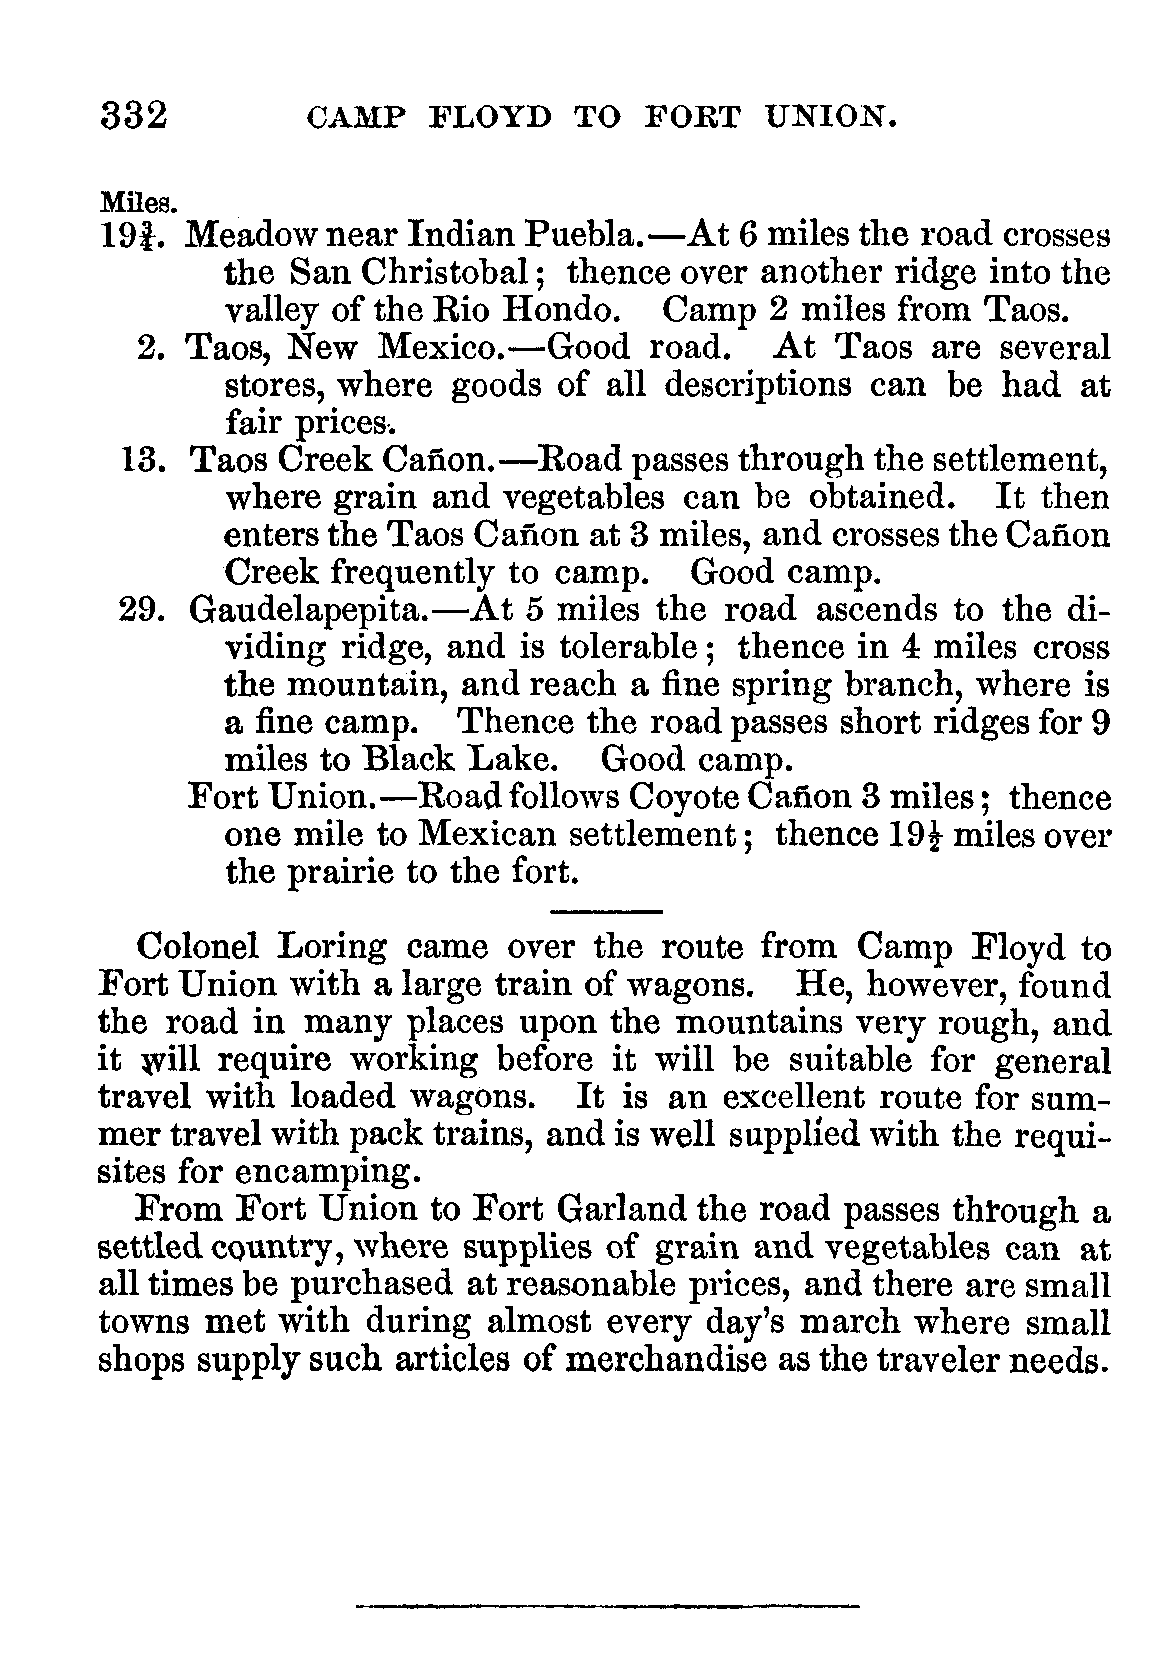 332 CAMP FLOYD TO FORT UNION.
Miles.
19¾. Meadow near Indian Puebla.—At 6 miles the road crosses
the San Christobal; thence over another ridge into the
valley of the Rio Hondo. Camp 2 miles from Taos.
2. Taos, New Mexico.—Good road. At Taos are several
stores, where goods of all descriptions can be had at
fair prices.
13. Taos Creek Cañon.—Road passes through the settlement,
where grain and vegetables can be obtained. It then
enters the Taos Cañon at 3 miles, and crosses the Cañon
Creek frequently to camp. Good camp.
29. Gaudelapepita.—At 5 miles the road ascends to the di-
viding ridge, and is tolerable; thence in 4 miles cross
the mountain, and reach a fine spring branch, where is
a fine camp. Thence the road passes short ridges for 9
miles to Black Lake. Good camp.
Fort Union.—Road follows Coyote Cañon 3 miles; thence
one mile to Mexican settlement; thence 19½ miles over
the prairie to the fort.
Colonel Loring came over the route from Camp Floyd to
Fort Union with a large train of wagons. He, however, found
the road in many places upon the mountains very rough, and
it will require working before it will be suitable for general
travel with loaded wagons. It is an excellent route for sum-
mer travel with pack trains, and is well supplied with the requi-
sites for encamping.
From Fort Union to Fort Garland the road passes through a
settled country, where supplies of grain and vegetables can at
all times be purchased at reasonable prices, and there are small
towns met with during almost every day's march where small
shops supply such articles of merchandise as the traveler needs.